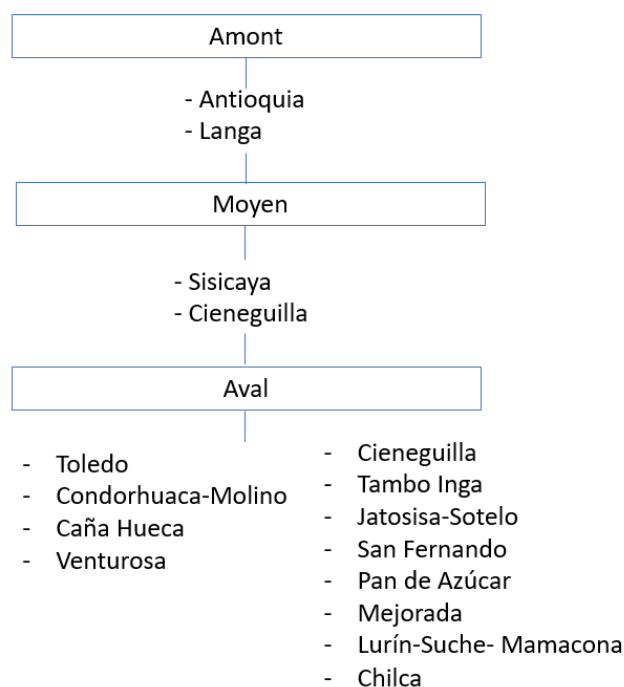 Amont
- Antioquia
- Langa
Moyen
- Sisicaya
- Cieneguilla
Aval
- Toledo
- Condorhuaca-Molino
- Caña Hueca
- Venturosa
- Cieneguilla
- Tambo Inga
- Jatosisa-Sotelo
- San Fernando
- Pan de Azúcar
- Mejorada
- Lurín-Suche- Mamacona
- Chilca